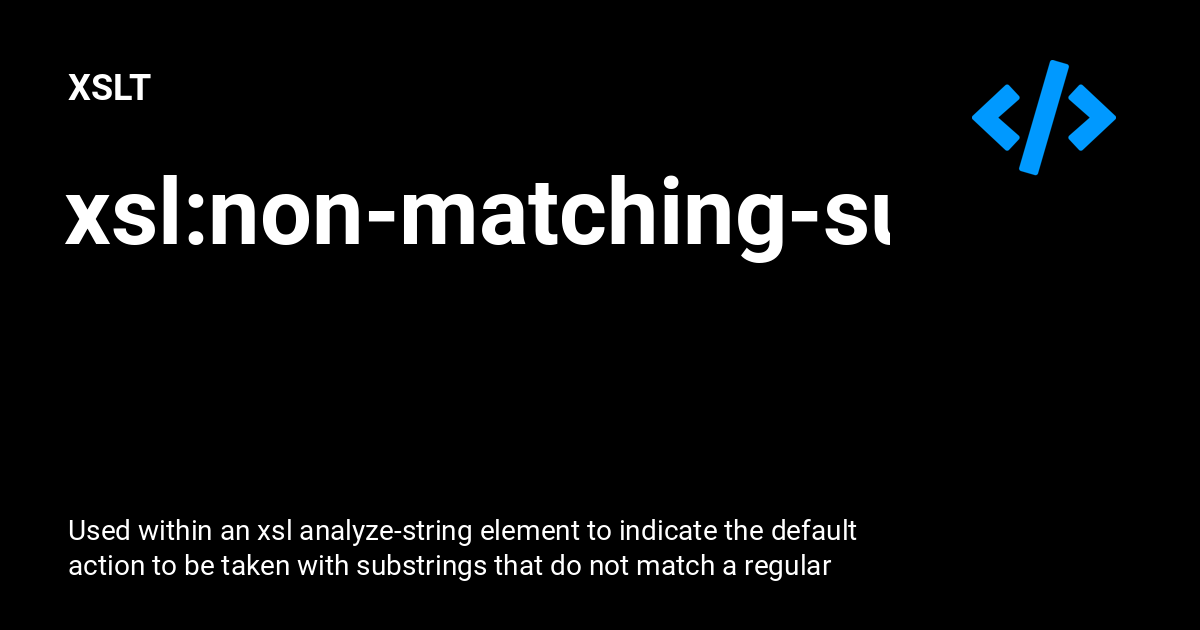 XSLT
xsl:non-matching-su
Used within an xsl analyze-string element to indicate the default
action to be taken with substrings that do not match a regular